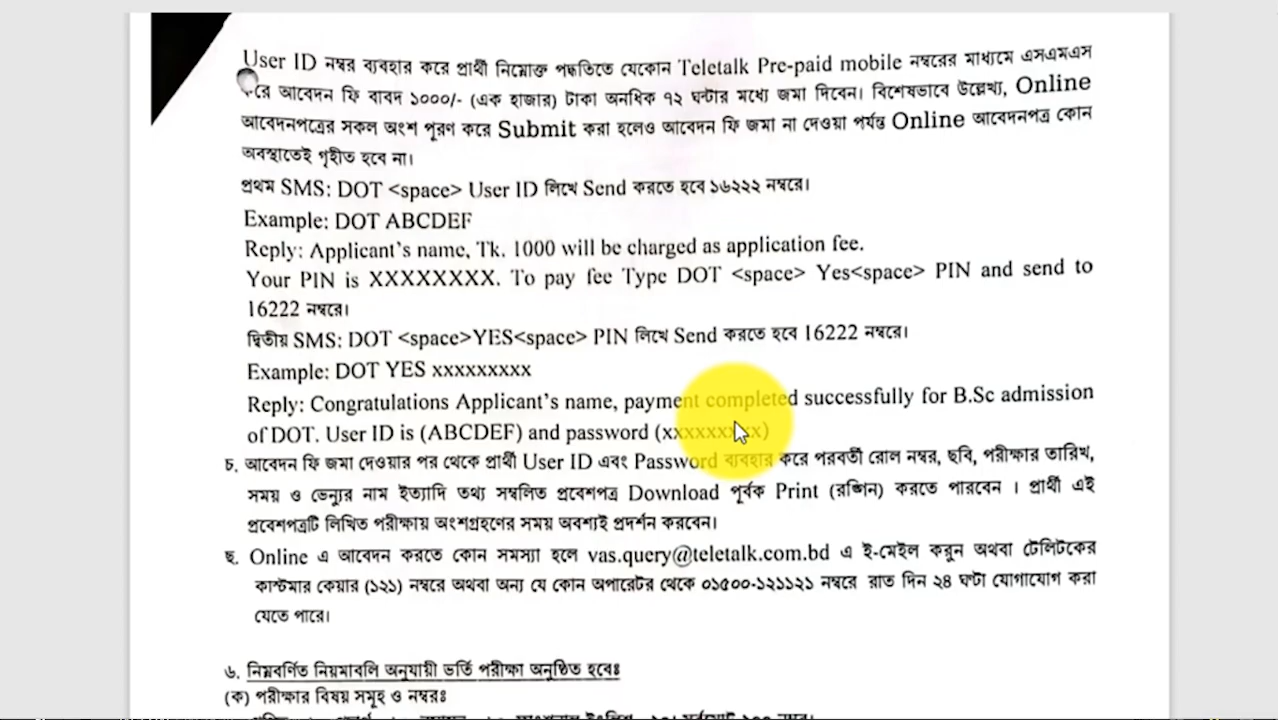 User ID নম্বর ব্যবহার করে প্রার্থী নিম্নোক্ত পদ্ধতিতে যেকোন Teletalk Pre-paid mobile নম্বরের মাধ্যমে এসএমএস
করে আবেদন ফি বাবদ ১০০০/- (এক হাজার) টাকা অনধিক ৭২ ঘন্টার মধ্যে জমা দিবেন। বিশেষভাবে উল্লেখ্য, Online
আবেদনপত্রের সকল অংশ পূরণ করে Submit করা হলেও আবেদন ফি জমা না দেওয়া পর্যন্ত Online আবেদনপত্র কোন
অবস্থাতেই গৃহীত হবে না।
প্রথম SMS: DOT <space> User ID লিখে Send করতে হবে ১৬২২২ নম্বরে।
Example: DOT ABCDEF
Reply: Applicant's name, Tk. 1000 will be charged as application fee.
Your PIN is XXXXXXXX. To pay fee Type DOT <space> Yes<space> PIN and send to
16222 নম্বরে।
দ্বিতীয় SMS: DOT <space>YES<space> PIN লিখে Send করতে হবে 16222 নম্বরে।
Example: DOT YES xxxxxxxxx
Reply: Congratulations Applicant's name, payment completed successfully for B.Sc admission
of DOT. User ID is (ABCDEF) and password (xxxxxxxxx)
চ. আবেদন ফি জমা দেওয়ার পর থেকে প্রার্থী User ID এবং Password ব্যবহার করে পরবর্তী রোল নম্বর, ছবি, পরীক্ষার তারিখ,
সময় ও ভেন্যুর নাম ইত্যাদি তথ্য সম্বলিত প্রবেশপত্র Download পূর্বক Print (রঙ্গিন) করতে পারবেন । প্রার্থী এই
প্রবেশপত্রটি লিখিত পরীক্ষায় অংশগ্রহণের সময় অবশ্যই প্রদর্শন করবেন।
ছ. Online এ আবেদন করতে কোন সমস্যা হলে vas.query@teletalk.com.bd এ ই-মেইল করুন অথবা টেলিটকের
কাস্টমার কেয়ার (১২১) নম্বরে অথবা অন্য যে কোন অপারেটর থেকে ০১৫০০-১২১১২১ নম্বরে রাত দিন ২৪ ঘণ্টা যোগাযোগ করা
যেতে পারে।
৬. নিম্নবর্ণিত নিয়মাবলি অনুযায়ী ভর্তি পরীক্ষা অনুষ্ঠিত হবেঃ
(ক) পরীক্ষার বিষয় সমূহ ও নম্বরঃ